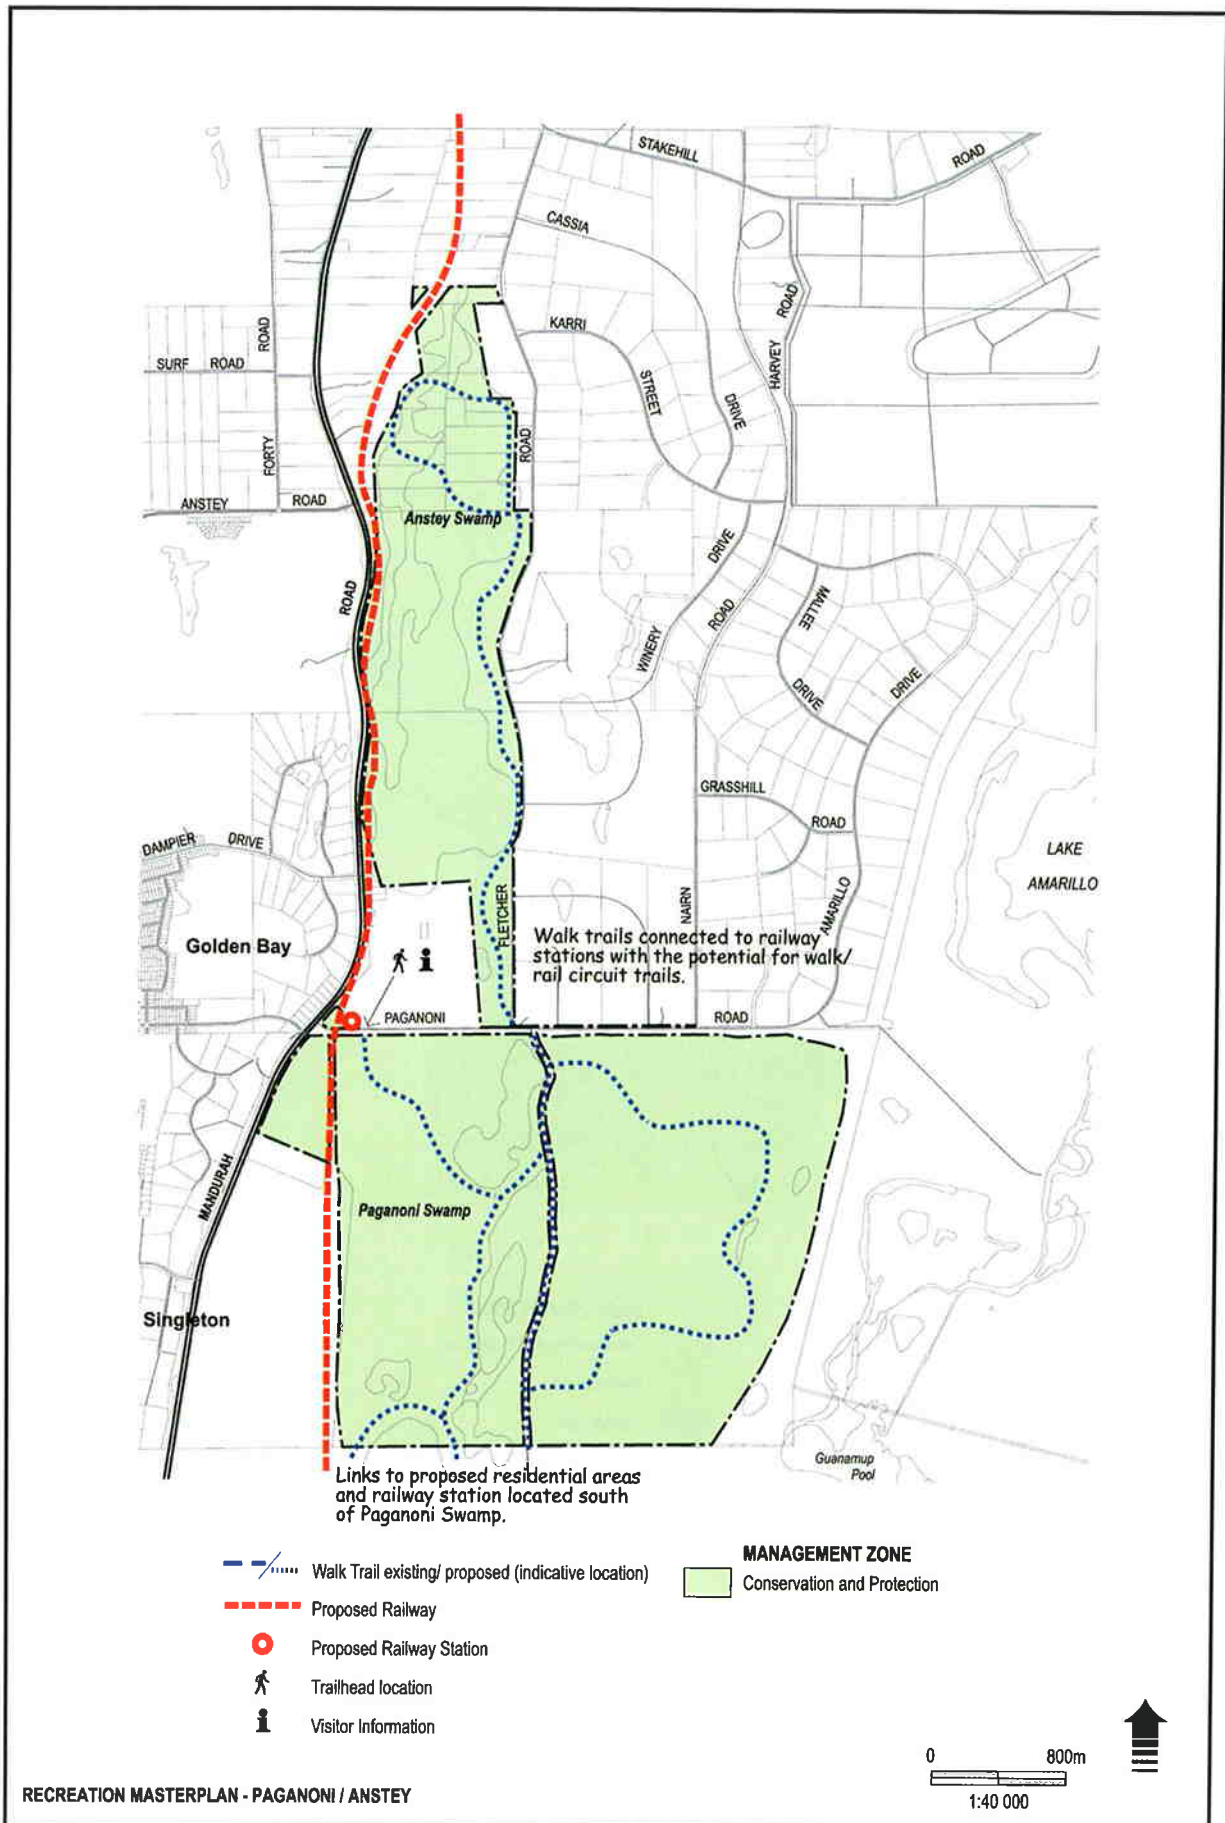 STAKEHILL
ROAD
CASSIA
ROAD
KARRI
HARVEY
ROAD
SURF ROAD
STREET
DRIVE
FORTY
ROAD
ANSTEY
ROAD
Anstey Swamp
DRIVE
ROAD
MALLEE
ROAD
WINERY
DRIVE
DRIVE
GRASSHILL
ROAD
DAMPIER
DRIVE
LAKE
AMARILLO
AMARILLO
NAIRN
FLETCHER
Golden Bay
Walk trails connected to railway
stations with the potential for walk/
rail circuit trails.
PAGANONI
ROAD
MANDURAH
Paganoni Swamp
Singleton
Guanamup
Pool
Links to proposed residential areas
and railway station located south
of Paganoni Swamp.
Walk Trail existing/ proposed (indicative location)
Proposed Railway
Proposed Railway Station
Trailhead location
Visitor Information
MANAGEMENT ZONE
Conservation and Protection
0 800m
1:40 000
RECREATION MASTERPLAN - PAGANONI / ANSTEY